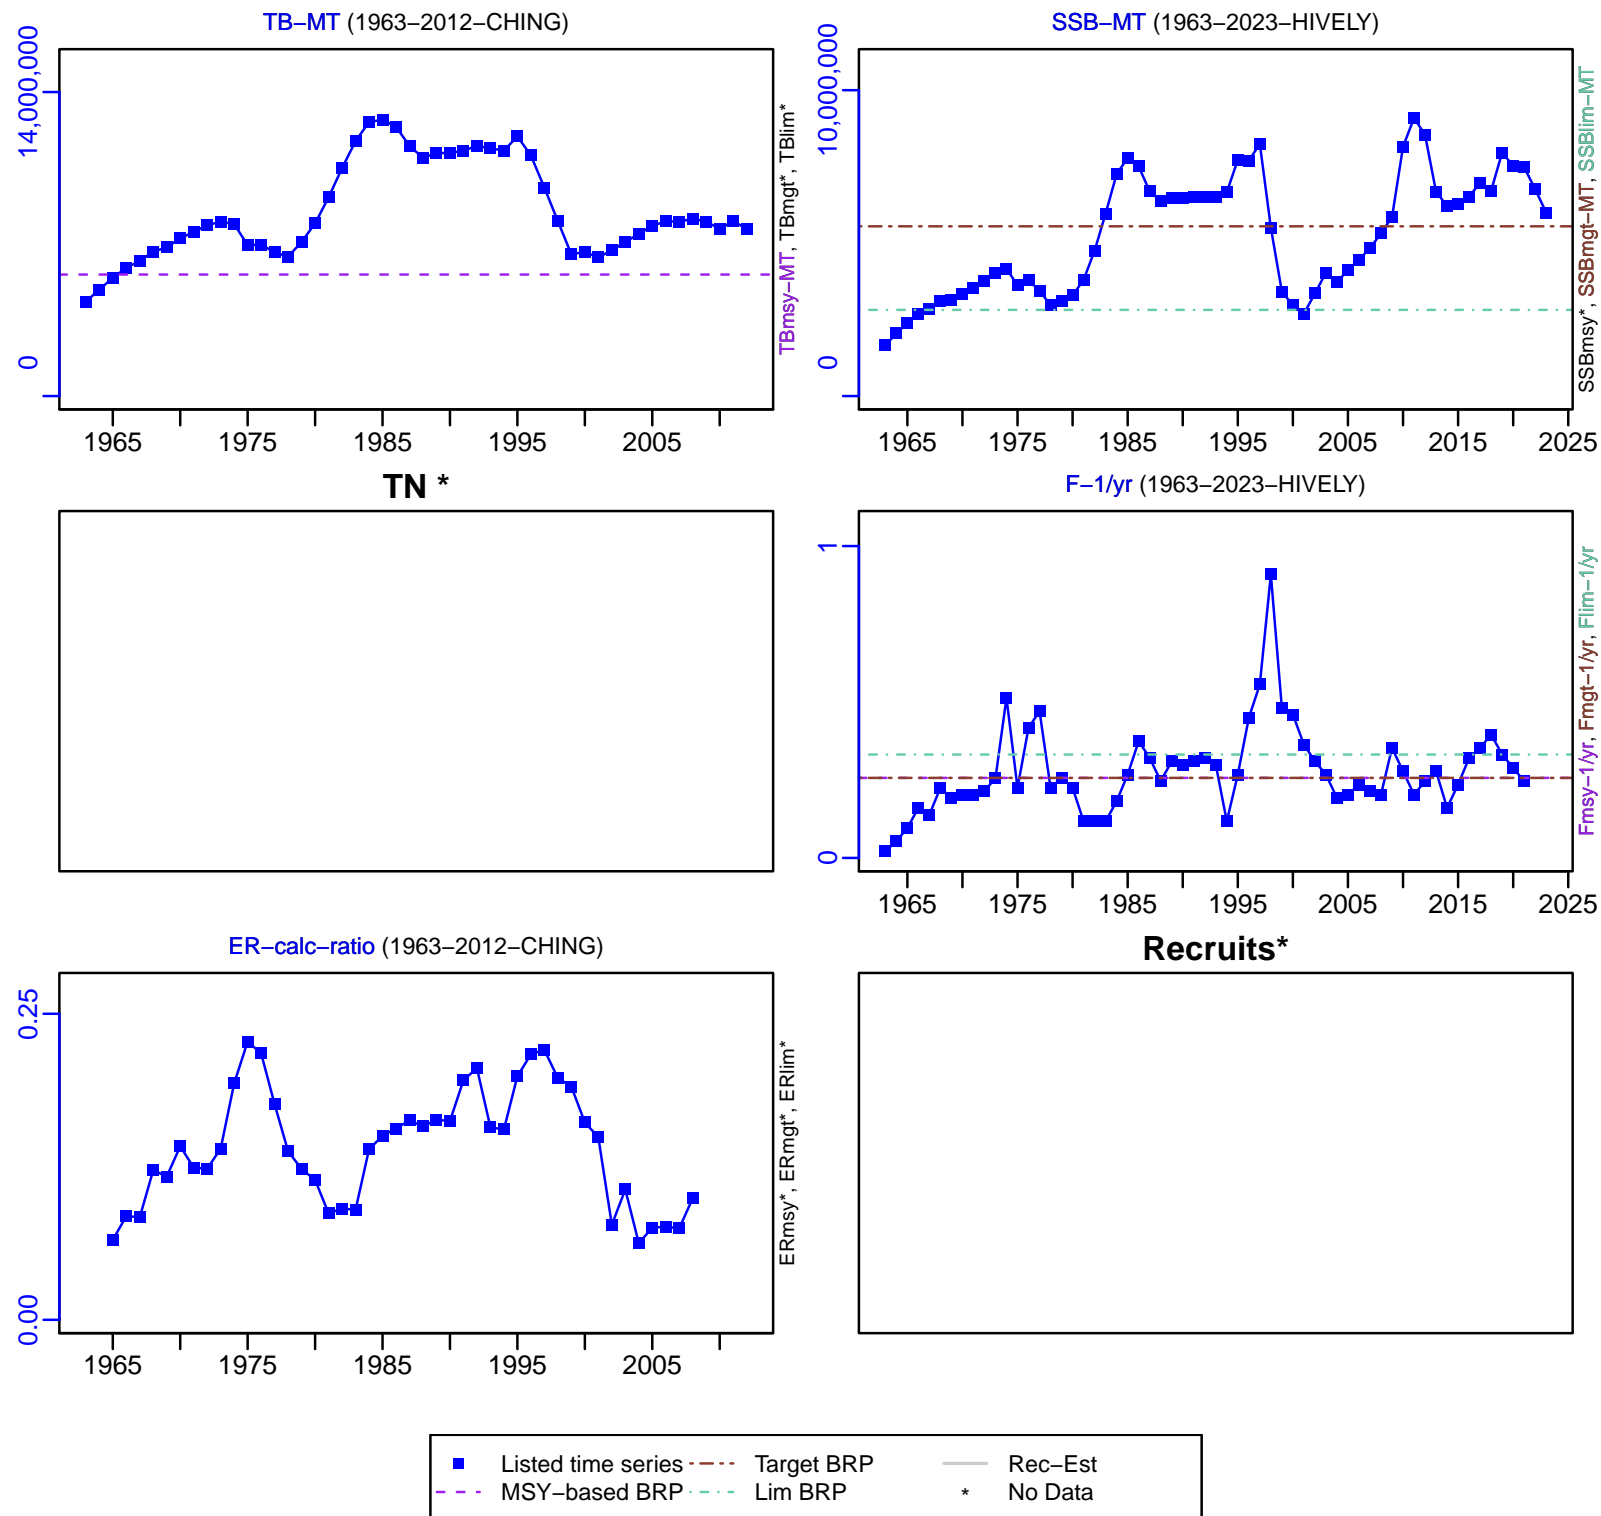 TB−MT (1963−2012−CHING)
14,000,000
0
TBmsy−MT, TBmgt*, TBlim*
1965 1975 1985 1995 2005
SSB−MT (1963−2023−HIVELY)
10,000,000
0
SSBmsy*, SSBmgt−MT, SSBlim−MT
1965 1975 1985 1995 2005 2015 2025
TN *
F−1/yr (1963−2023−HIVELY)
1
0
Fmsy−1/yr, Fmgt−1/yr, Flim−1/yr
1965 1975 1985 1995 2005 2015 2025
ER−calc−ratio (1963−2012−CHING)
0.25
0.00
ERmsy*, ERmgt*, ERlim*
1965 1975 1985 1995 2005
Recruits*
Listed time series Target BRP Rec−Est
MSY−based BRP Lim BRP * No Data